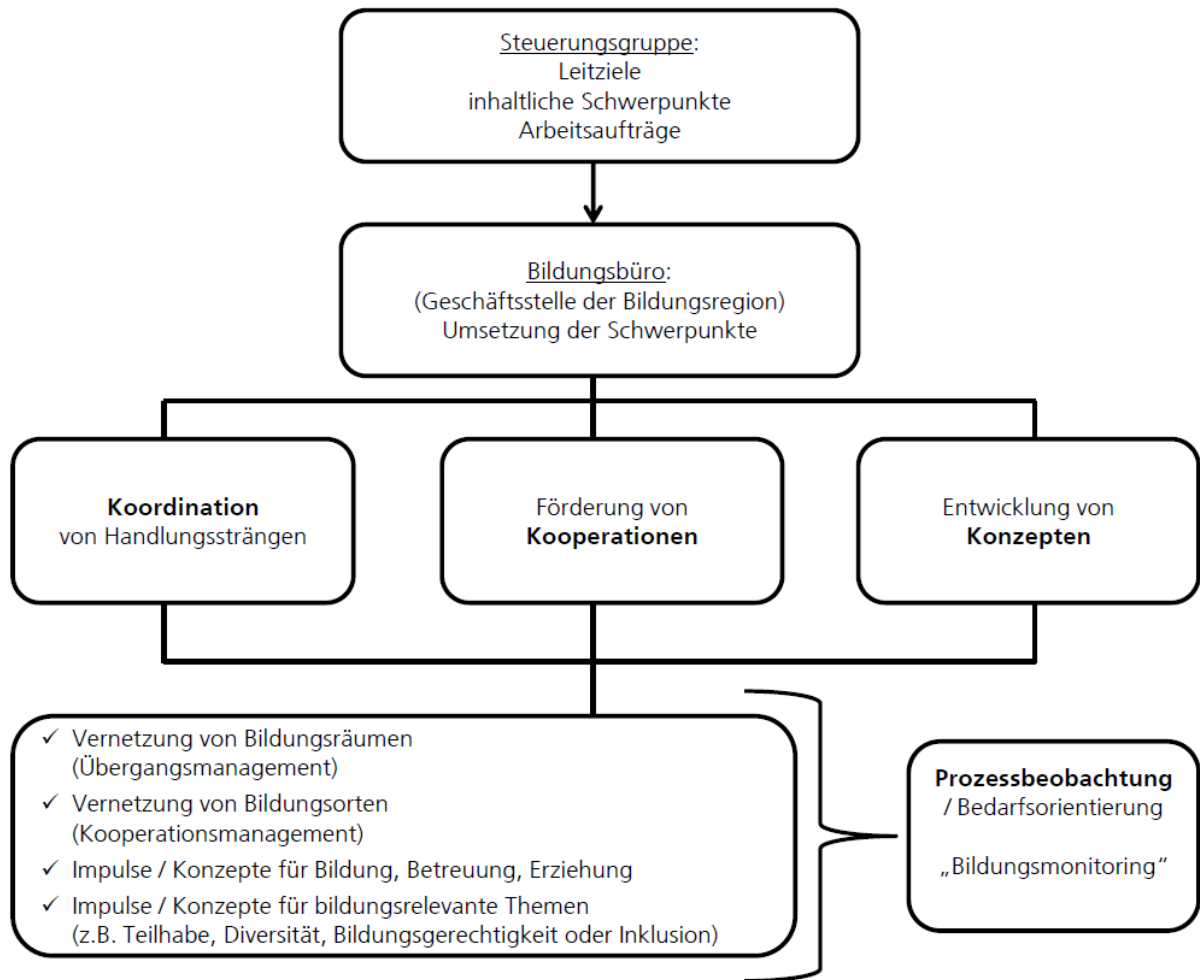 Steuerungsgruppe:
Leitziele
inhaltliche Schwerpunkte
Arbeitsaufträge
Bildungsbüro:
(Geschäftsstelle der Bildungsregion)
Umsetzung der Schwerpunkte
Koordination
von Handlungssträngen
Förderung von
Kooperationen
Entwicklung von
Konzepten
✓ Vernetzung von Bildungsräumen
(Übergangsmanagement)
✓ Vernetzung von Bildungsorten
(Kooperationsmanagement)
✓ Impulse / Konzepte für Bildung, Betreuung, Erziehung
✓ Impulse / Konzepte für bildungsrelevante Themen
(z.B. Teilhabe, Diversität, Bildungsgerechtigkeit oder Inklusion)
Prozessbeobachtung
/ Bedarfsorientierung
„Bildungsmonitoring“